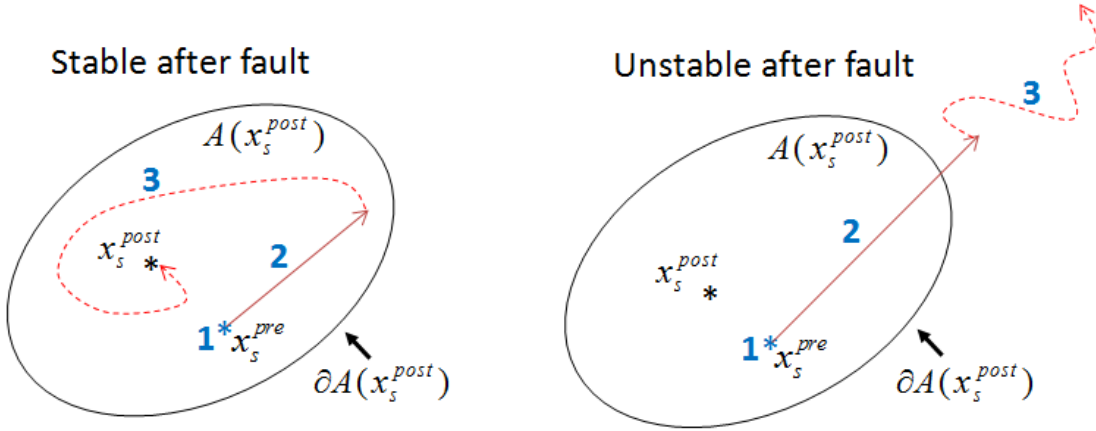 Stable after fault
A(x_s^{post})
3
x_s^{post}
*
2
1 * x_s^{pre}
∂A(x_s^{post})
Unstable after fault
3
A(x_s^{post})
2
x_s^{post}
*
1 * x_s^{pre}
∂A(x_s^{post})